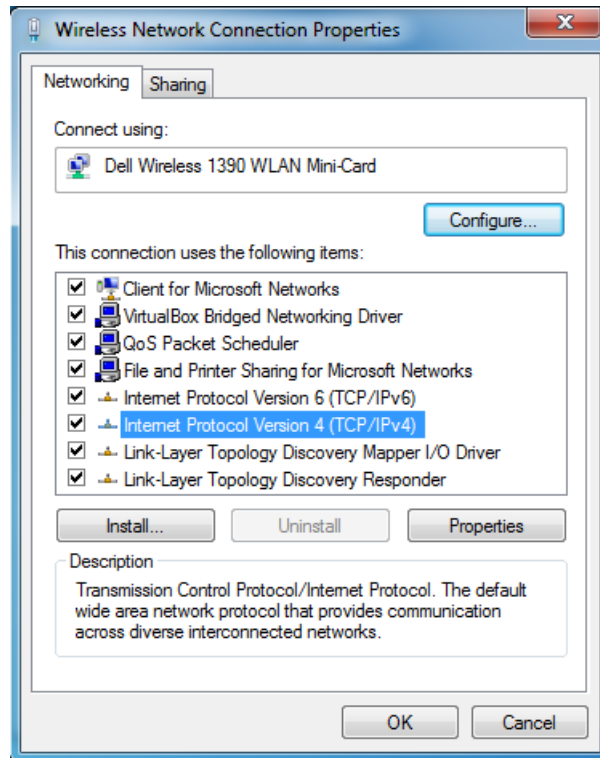 Wireless Network Connection Properties
Networking
Sharing
Connect using:
Dell Wireless 1390 WLAN Mini-Card
Configure...
This connection uses the following items:
Client for Microsoft Networks
VirtualBox Bridged Networking Driver
QoS Packet Scheduler
File and Printer Sharing for Microsoft Networks
Internet Protocol Version 6 (TCP/IPv6)
Internet Protocol Version 4 (TCP/IPv4)
Link-Layer Topology Discovery Mapper I/O Driver
Link-Layer Topology Discovery Responder
Install...
Uninstall
Properties
Description
Transmission Control Protocol/Internet Protocol. The default
wide area network protocol that provides communication
across diverse interconnected networks.
OK
Cancel